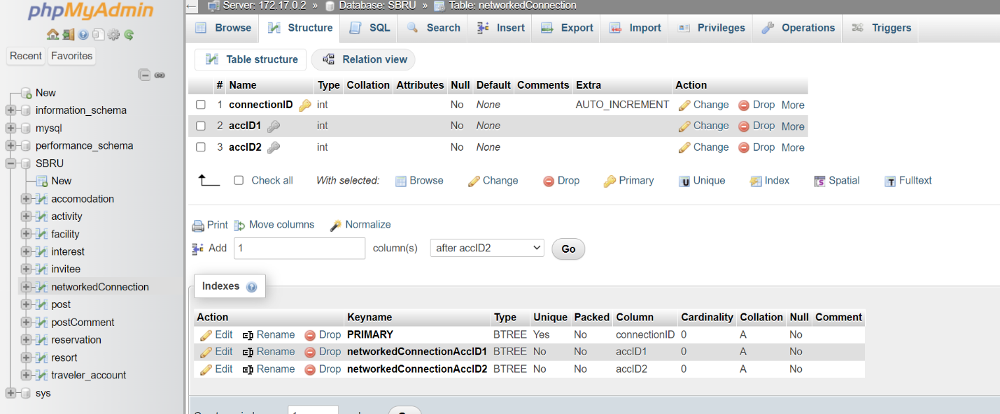 phpMyAdmin
Recent Favorites
New
information_schema
mysql
performance_schema
SBRU
New
accomodation
activity
facility
interest
invitee
networkedConnection
post
postComment
reservation
resort
traveler_account
sys
Server: 172.17.0.2 » Database: SBRU » Table: networkedConnection
Browse Structure SQL Search Insert Export Import Privileges Operations Triggers
Table structure Relation view
# Name Type Collation Attributes Null Default Comments Extra Action
1 connectionID int No None AUTO_INCREMENT Change Drop More
2 accID1 int No None Change Drop More
3 accID2 int No None Change Drop More
Check all With selected: Browse Change Drop Primary Unique Index Spatial Fulltext
Print Move columns Normalize
Add 1 column(s) after accID2 Go
Indexes
Action Keyname Type Unique Packed Column Cardinality Collation Null Comment
Edit Rename Drop PRIMARY BTREE Yes No connectionID 0 A No
Edit Rename Drop networkedConnectionAccID1 BTREE No No accID1 0 A No
Edit Rename Drop networkedConnectionAccID2 BTREE No No accID2 0 A No